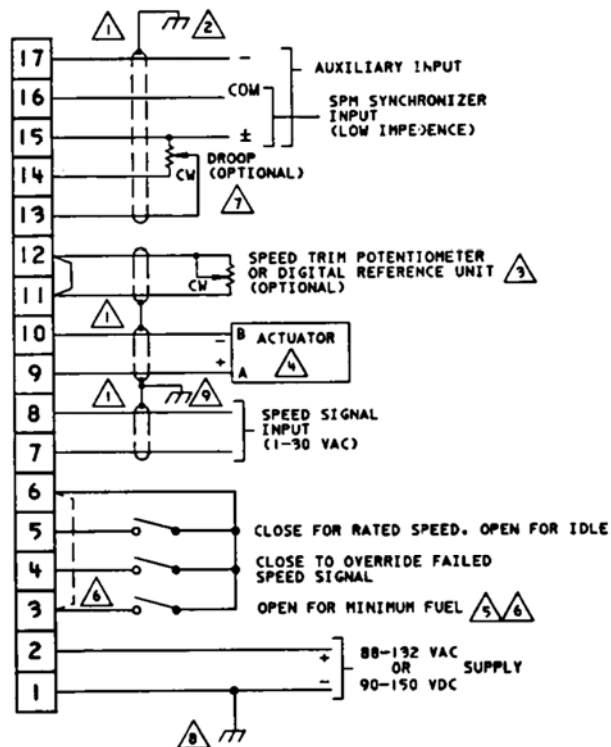 1 2
17 - AUXILIARY INPUT
16 COM SPM SYNCHRONIZER
INPUT
(LOW IMPEDENCE)
15 ±
DROOP
(OPTIONAL)
14 CW
7
13
12 SPEED TRIM POTENTIOMETER
OR DIGITAL REFERENCE UNIT 3
(OPTIONAL)
CW
11
1
10 - B ACTUATOR
4
9 + A
1 9
8 SPEED SIGNAL
INPUT
(1-30 VAC)
7
6
5 CLOSE FOR RATED SPEED. OPEN FOR IDLE
4 CLOSE TO OVERRIDE FAILED
SPEED SIGNAL
6
3 OPEN FOR MINIMUM FUEL 5 6
2 + 88-132 VAC
OR SUPPLY
1 - 90-150 VDC
8